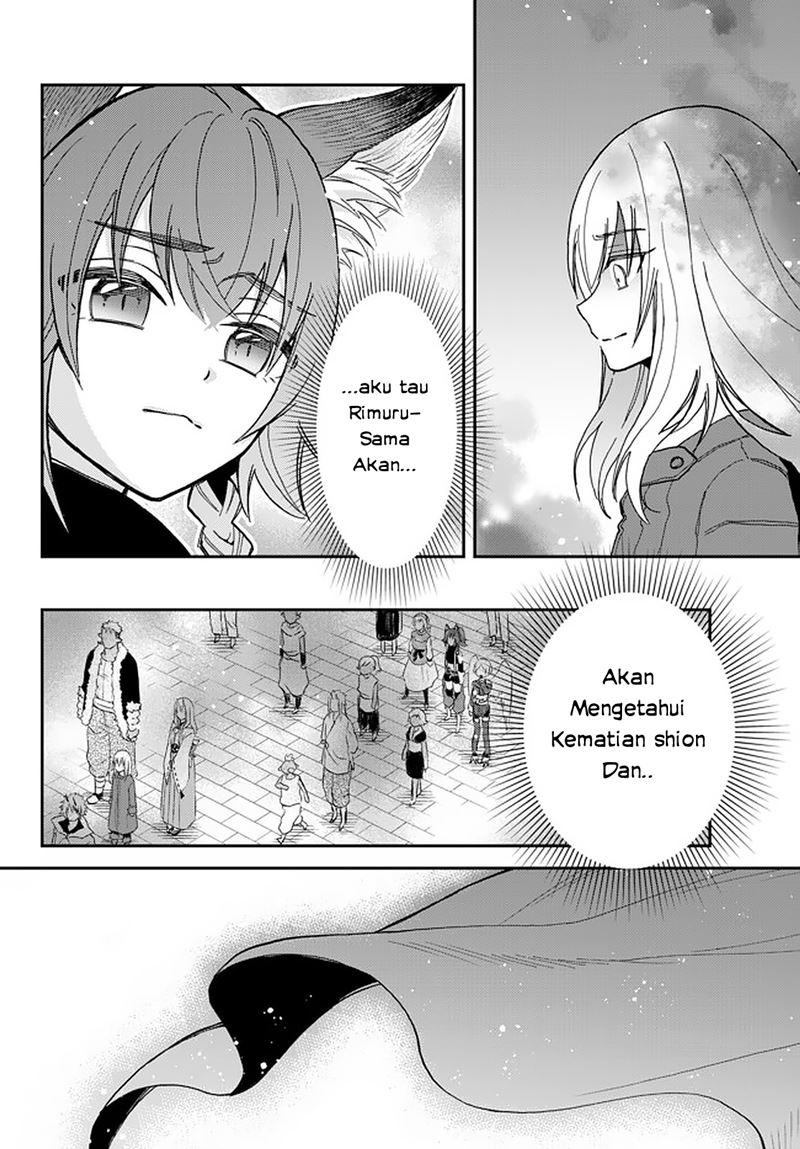 ...aku tau
Rimuru-
Sama
Akan...
Akan
Mengetahui
Kematian shion
Dan..